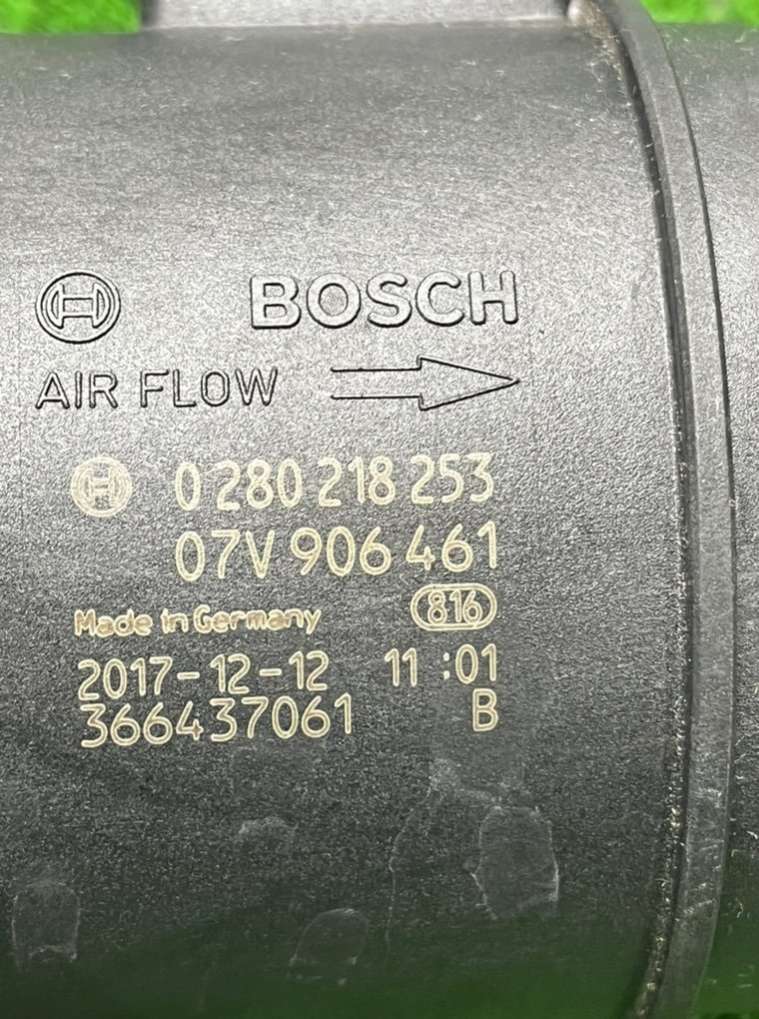 BOSCH
AIR FLOW
0 280 218 253
07V 906 461
Made in Germany 816
2017-12-12 11:01
366437061 B